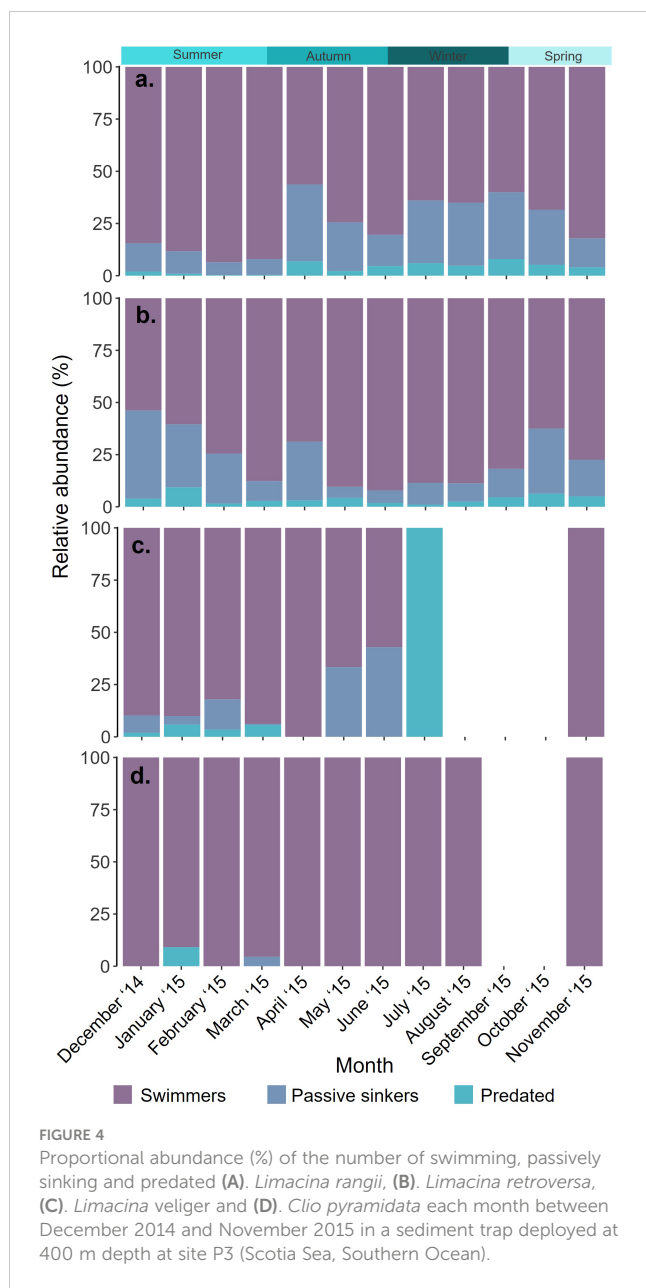 Summer Autumn Winter Spring
a.
100
75
50
25
0
b.
100
75
50
25
0
c.
100
75
50
25
0
d.
100
75
50
25
0
Relative abundance (%)
December ‘14 January ‘15 February ‘15 March ‘15 April ‘15 May ‘15 June ‘15 July ‘15 August ‘15 September ‘15 October ‘15 November ‘15
Month
Swimmers Passive sinkers Predated
FIGURE 4
Proportional abundance (%) of the number of swimming, passively
sinking and predated (A). Limacina rangii, (B). Limacina retroversa,
(C). Limacina veliger and (D). Clio pyramidata each month between
December 2014 and November 2015 in a sediment trap deployed at
400 m depth at site P3 (Scotia Sea, Southern Ocean).